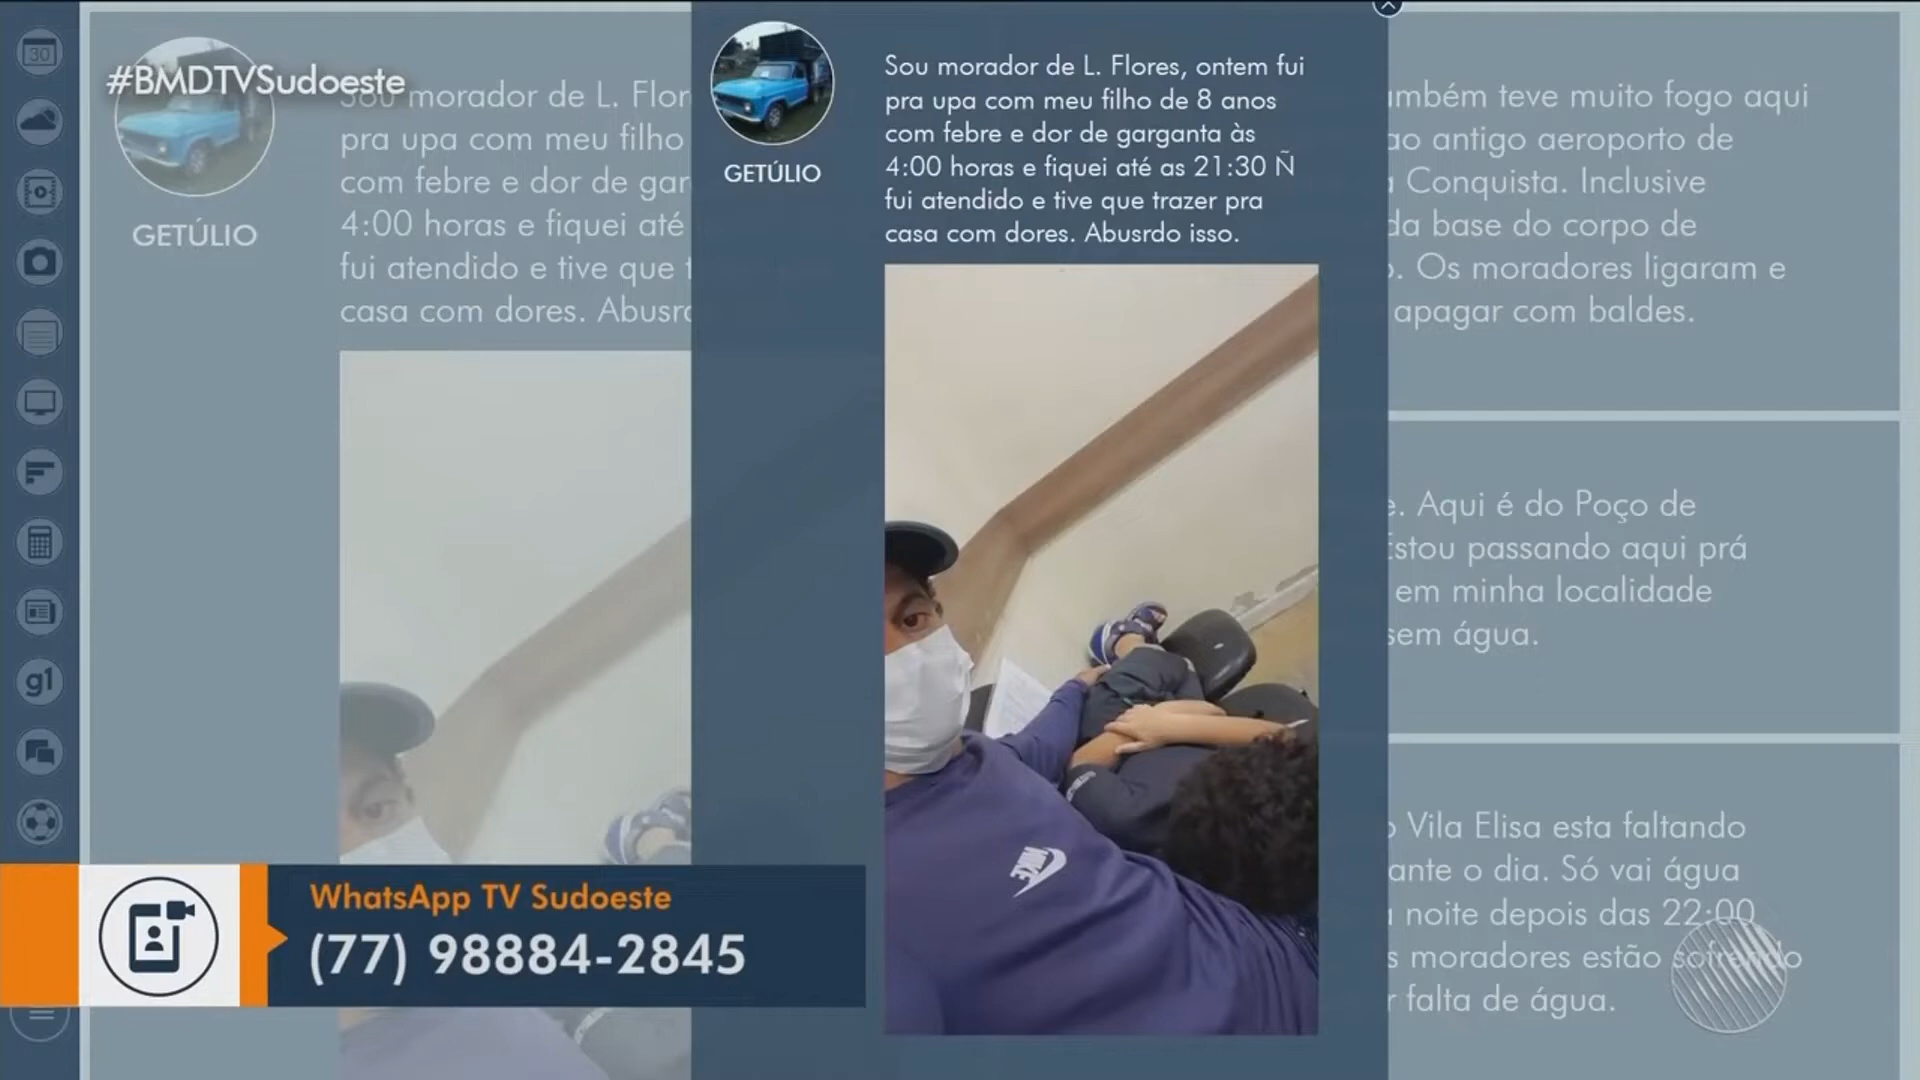 #BMDTVSudoeste
30
Sou morador de L. Flor
pra upa com meu filho
com febre e dor de gar
4:00 horas e fiquei até
fui atendido e tive que t
casa com dores. Abusrd
GETÚLIO
Sou morador de L. Flores, ontem fui
pra upa com meu filho de 8 anos
com febre e dor de garganta às
4:00 horas e fiquei até as 21:30 Ñ
fui atendido e tive que trazer pra
casa com dores. Abusrdo isso.
GETÚLIO
NIKE
ambém teve muito fogo aqui
ao antigo aeroporto de
a Conquista. Inclusive
da base do corpo de
o. Os moradores ligaram e
apagar com baldes.
e. Aqui é do Poço de
Estou passando aqui prá
em minha localidade
sem água.
o Vila Elisa esta faltando
ante o dia. Só vai água
a noite depois das 22:00
s moradores estão sofrendo
r falta de água.
g1
WhatsApp TV Sudoeste
(77) 98884-2845